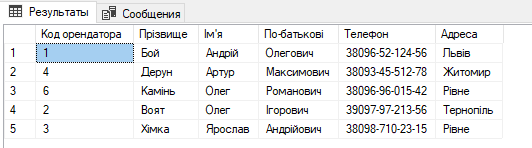 Результаты Сообщения
Код орендатора Прізвище Ім'я По-батькові Телефон Адреса
1 1 Бой Андрій Олегович 38096-52-124-56 Львів
2 4 Дерун Артур Максимович 38093-45-512-78 Житомир
3 6 Камінь Олег Романович 38096-96-015-42 Рівне
4 2 Воят Олег Ігорович 39097-97-213-56 Тернопіль
5 3 Хімка Ярослав Андрійович 38098-710-23-15 Рівне